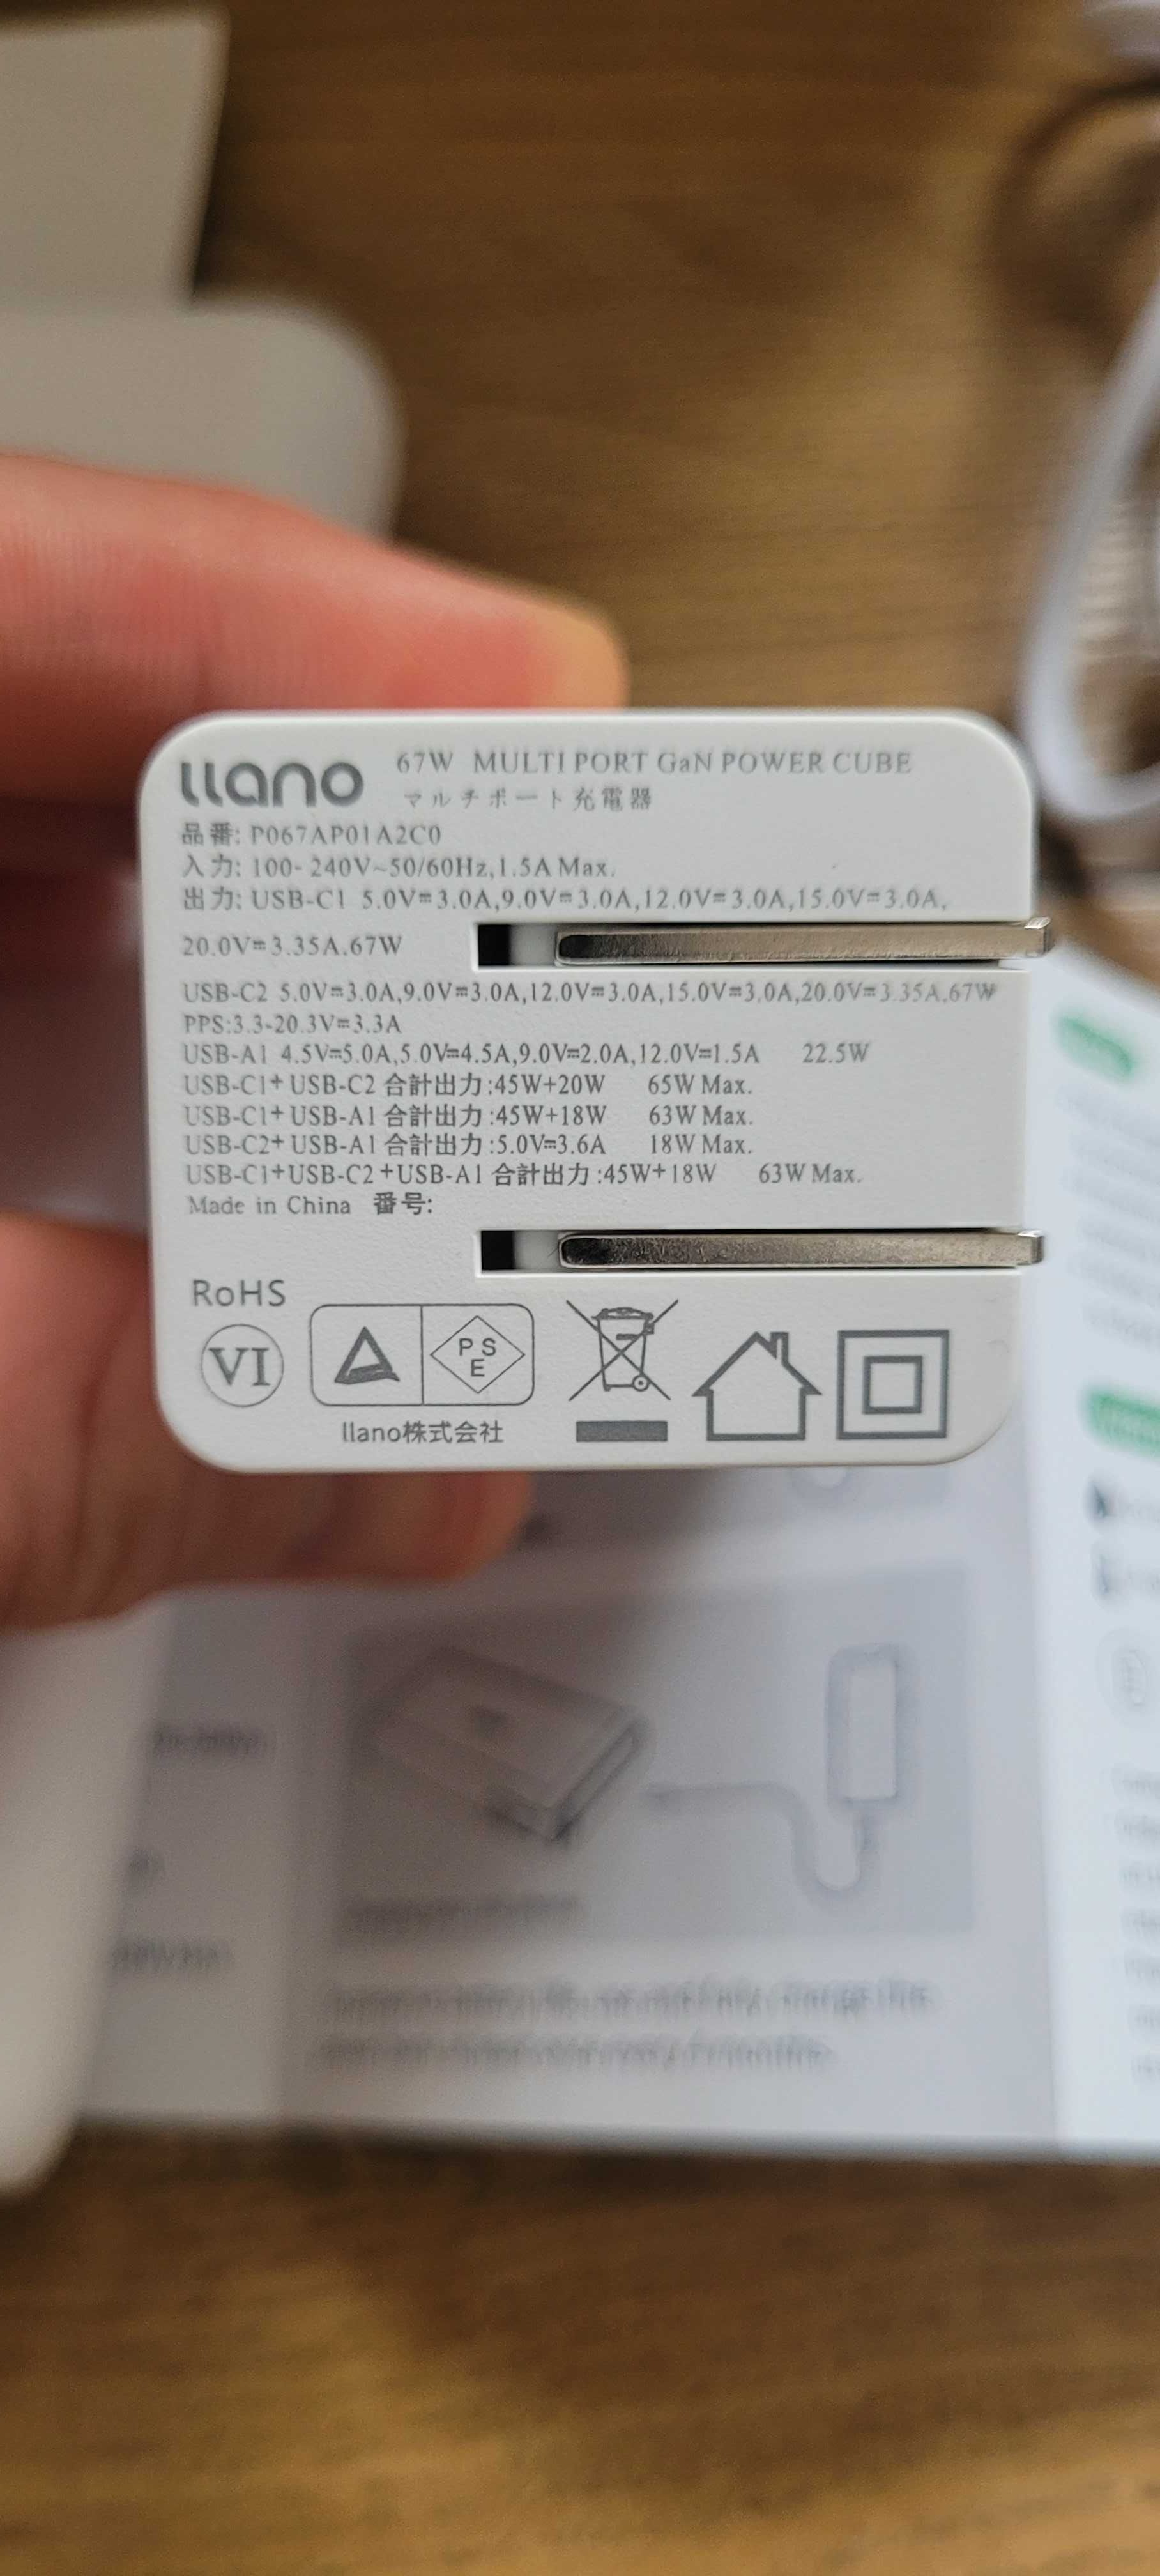 llano 67W MULTI PORT GaN POWER CUBE
マルチポート充電器
品番: P067AP01A2C0
入力: 100-240V~50/60Hz,1.5A Max.
出力: USB-C1 5.0V⎓3.0A,9.0V⎓3.0A,12.0V⎓3.0A,15.0V⎓3.0A,
20.0V⎓3.35A.67W
USB-C2 5.0V⎓3.0A,9.0V⎓3.0A,12.0V⎓3.0A,15.0V⎓3.0A,20.0V⎓3.35A,67W
PPS:3.3-20.3V⎓3.3A
USB-A1 4.5V⎓5.0A,5.0V⎓4.5A,9.0V⎓2.0A,12.0V⎓1.5A 22.5W
USB-C1+USB-C2 合計出力:45W+20W 65W Max.
USB-C1+USB-A1 合計出力:45W+18W 63W Max.
USB-C2+USB-A1 合計出力:5.0V⎓3.6A 18W Max.
USB-C1+USB-C2+USB-A1 合計出力:45W+18W 63W Max.
Made in China 番号:
RoHS
VI
PSE
llano株式会社